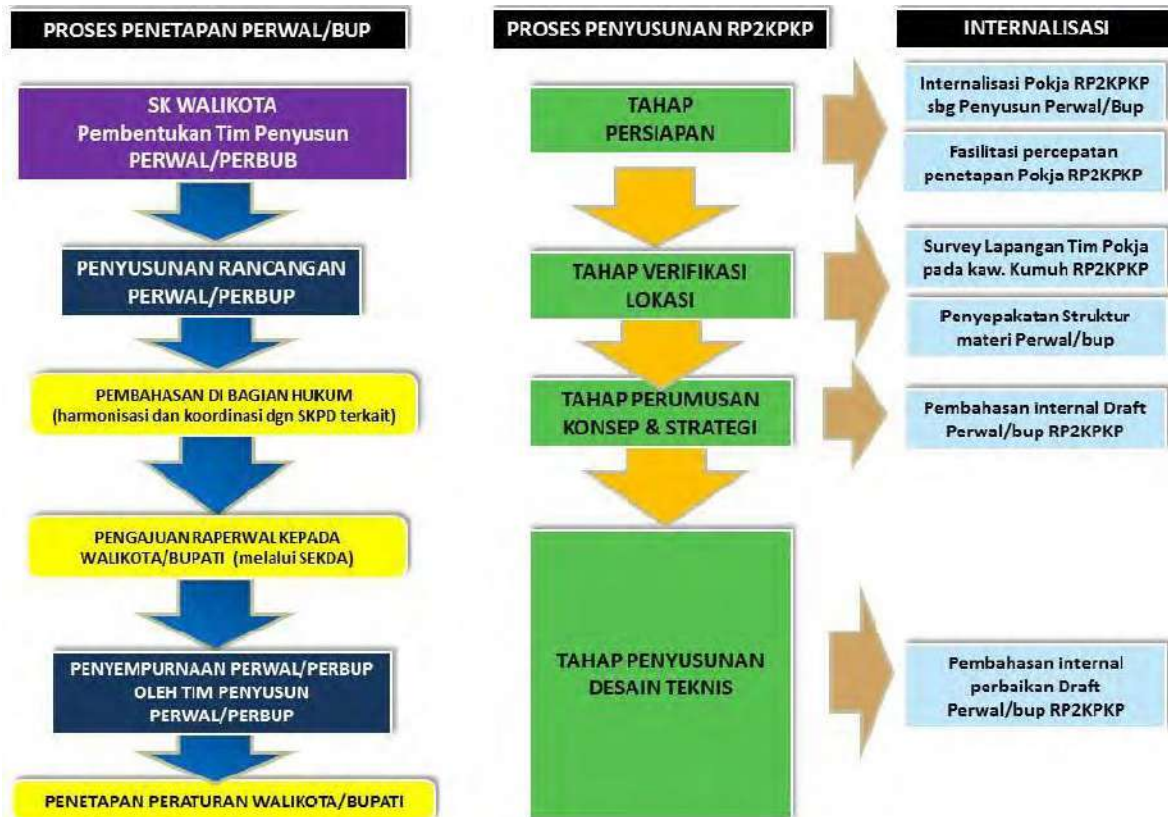 PROSES PENETAPAN PERWAL/BUP
SK WALIKOTA
Pembentukan Tim Penyusun
PERWAL/PERBUB
PENYUSUNAN RANCANGAN
PERWAL/PERBUP
PEMBAHASAN DI BAGIAN HUKUM
(harmonisasi dan koordinasi dgn SKPD terkait)
PENGAJUAN RAPERWAL KEPADA
WALIKOTA/BUPATI (melalui SEKDA)
PENYEMPURNAAN PERWAL/PERBUP
OLEH TIM PENYUSUN
PERWAL/PERBUP
PENETAPAN PERATURAN WALIKOTA/BUPATI
PROSES PENYUSUNAN RP2KPKP
TAHAP
PERSIAPAN
TAHAP VERIFIKASI
LOKASI
TAHAP PERUMUSAN
KONSEP & STRATEGI
TAHAP PENYUSUNAN
DESAIN TEKNIS
INTERNALISASI
Internalisasi Pokja RP2KPKP
sbg Penyusun Perwal/Bup
Fasilitasi percepatan
penetapan Pokja RP2KPKP
Survey Lapangan Tim Pokja
pada kaw. Kumuh RP2KPKP
Penyepakatan Struktur
materi Perwal/bup
Pembahasan Internal Draft
Perwal/bup RP2KPKP
Pembahasan internal
perbaikan Draft
Perwal/bup RP2KPKP